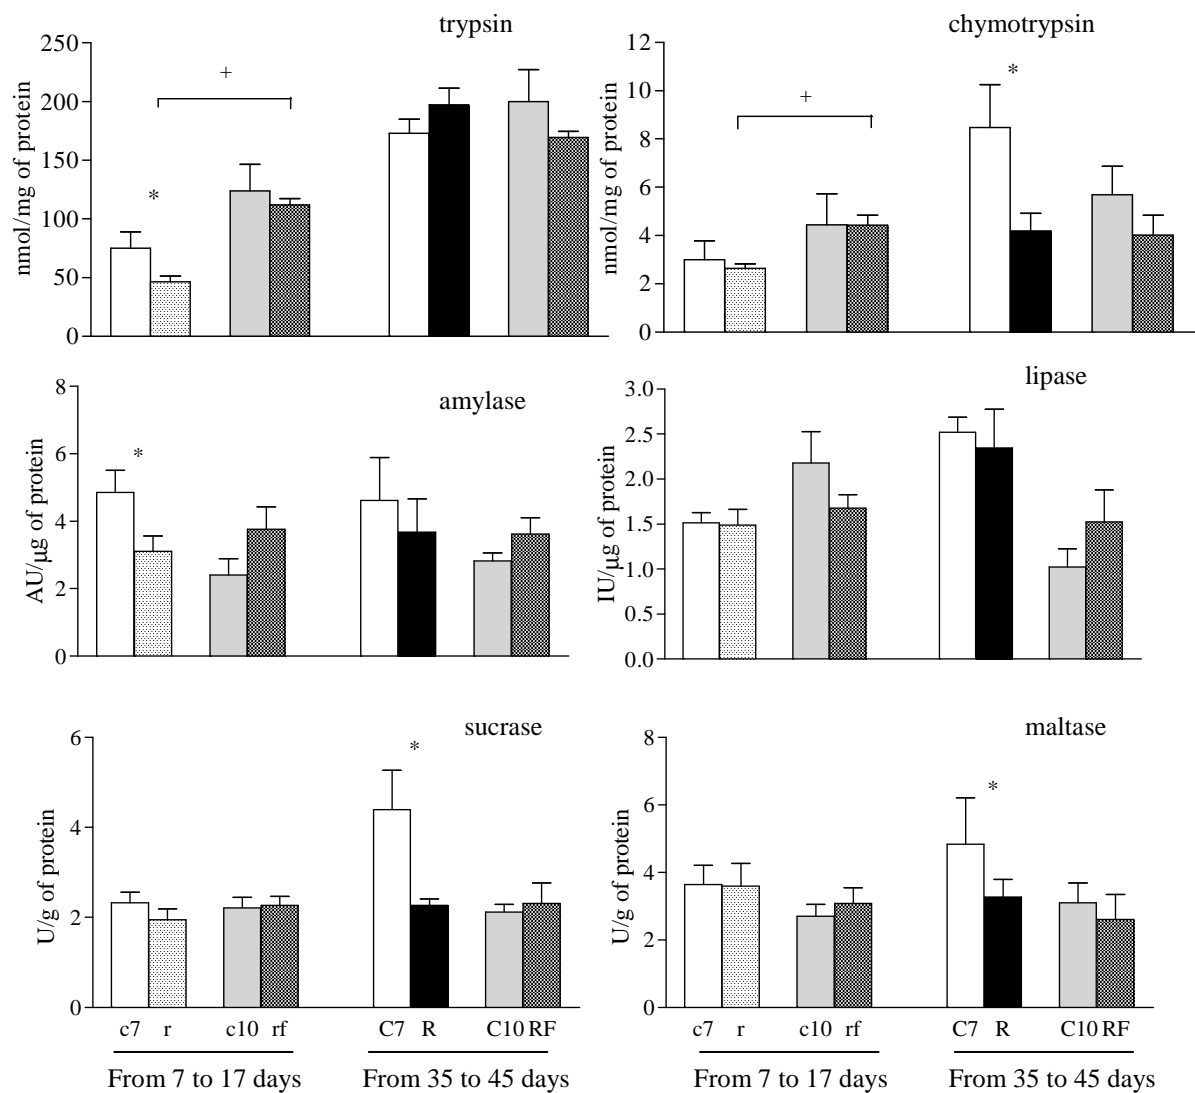 trypsin
chymotrypsin
nmol/mg of protein
250
200
150
100
50
0
+
*
nmol/mg of protein
12
10
8
6
4
2
0
+
*
amylase
lipase
AU/µg of protein
8
6
4
2
0
*
IU/µg of protein
3.0
2.5
2.0
1.5
1.0
0.5
0.0
sucrase
maltase
U/g of protein
6
4
2
0
*
U/g of protein
8
6
4
2
0
*
c7 r c10 rf C7 R C10 RF
c7 r c10 rf C7 R C10 RF
From 7 to 17 days From 35 to 45 days
From 7 to 17 days From 35 to 45 days